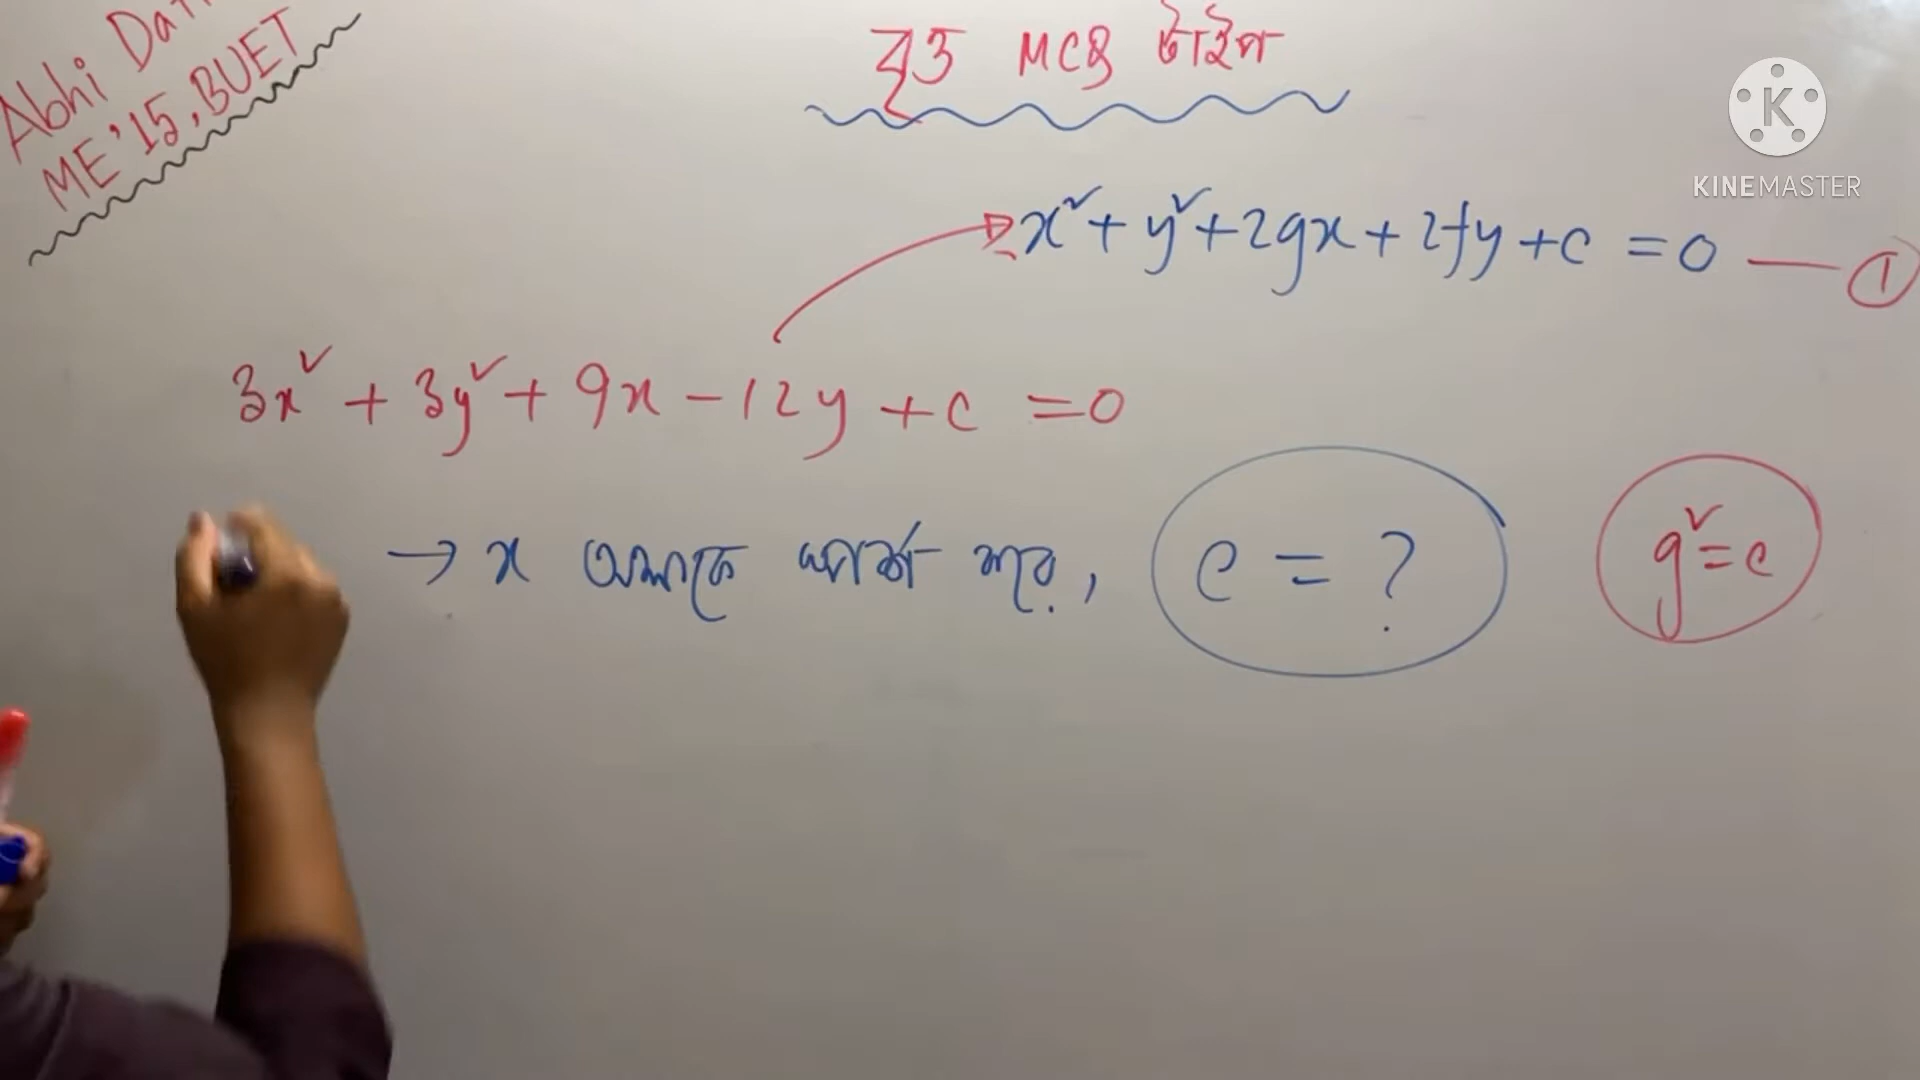 Abhi Dat
ME'15, BUET
বৃত্ত MCQ টাইপ
KINEMASTER
x² + y² + 2gx + 2fy + c = 0 — ①
3x² + 3y² + 9x - 12y + c = 0
→ x অক্ষকে স্পর্শ করে, c = ?
g² = c